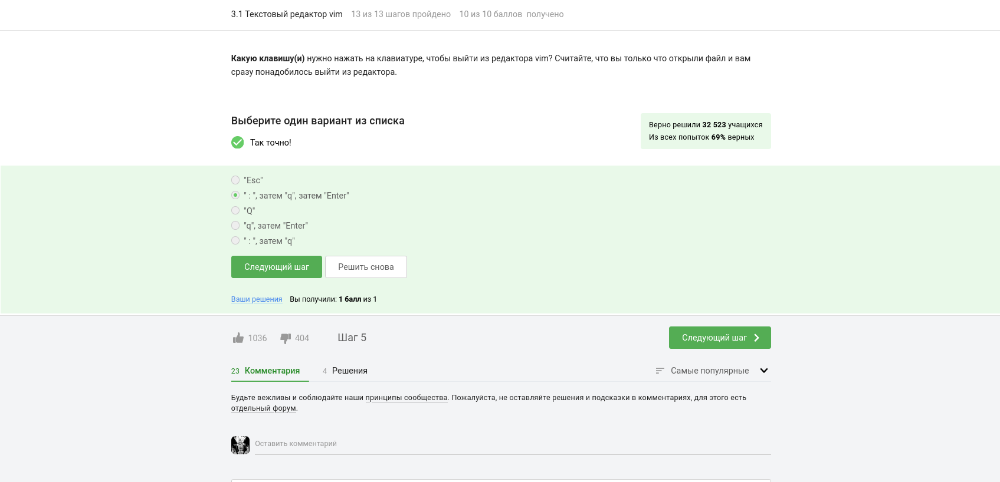 3.1 Текстовый редактор vim 13 из 13 шагов пройдено 10 из 10 баллов получено
Какую клавишу(и) нужно нажать на клавиатуре, чтобы выйти из редактора vim? Считайте, что вы только что открыли файл и вам
сразу понадобилось выйти из редактора.
Выберите один вариант из списка
Так точно!
Верно решили 32 523 учащихся
Из всех попыток 69% верных
"Esc"
" : ", затем "q", затем "Enter"
"Q"
"q", затем "Enter"
" : ", затем "q"
Следующий шаг Решить снова
Ваши решения Вы получили: 1 балл из 1
1036 404 Шаг 5 Следующий шаг
23 Комментария 4 Решения Самые популярные
Будьте вежливы и соблюдайте наши принципы сообщества. Пожалуйста, не оставляйте решения и подсказки в комментариях, для этого есть
отдельный форум.
Оставить комментарий